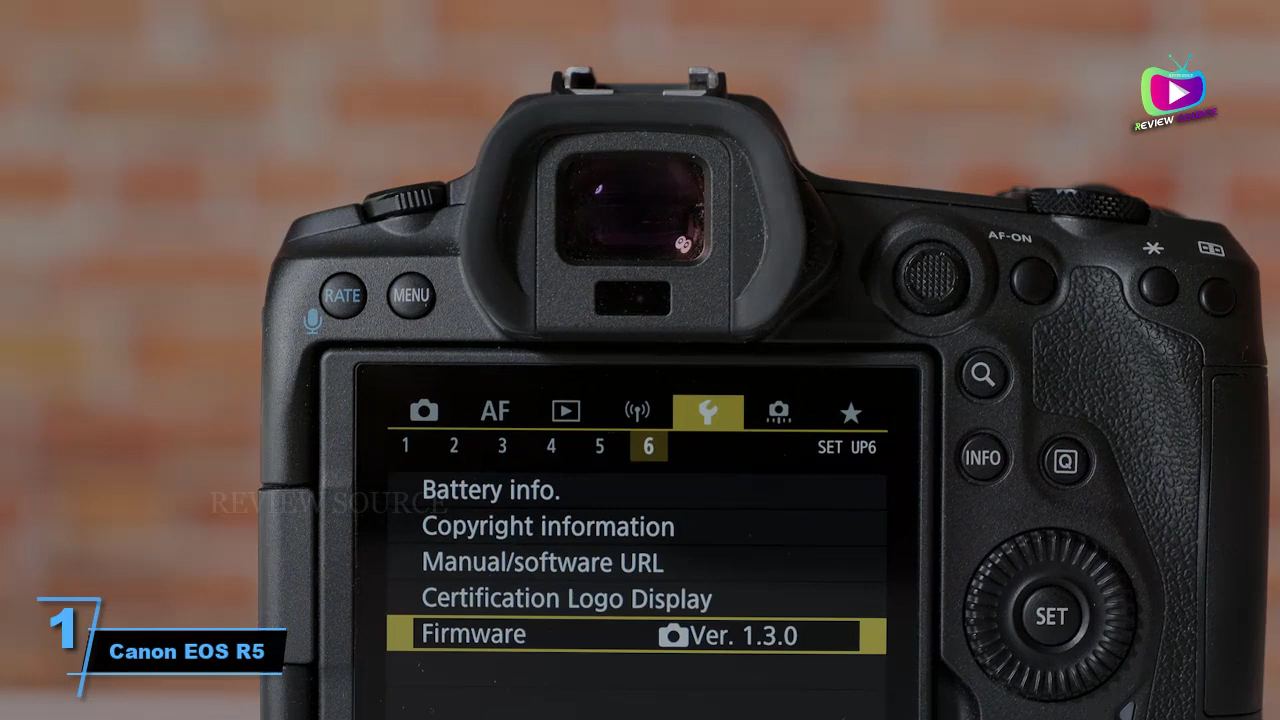 REVIEW SOURCE
AF-ON
RATE
MENU
AF
1 2 3 4 5 6 SET UP6
INFO
Q
Battery info.
REVIEW SOURCE
Copyright information
Manual/software URL
Certification Logo Display
SET
Firmware Ver. 1.3.0
1
Canon EOS R5